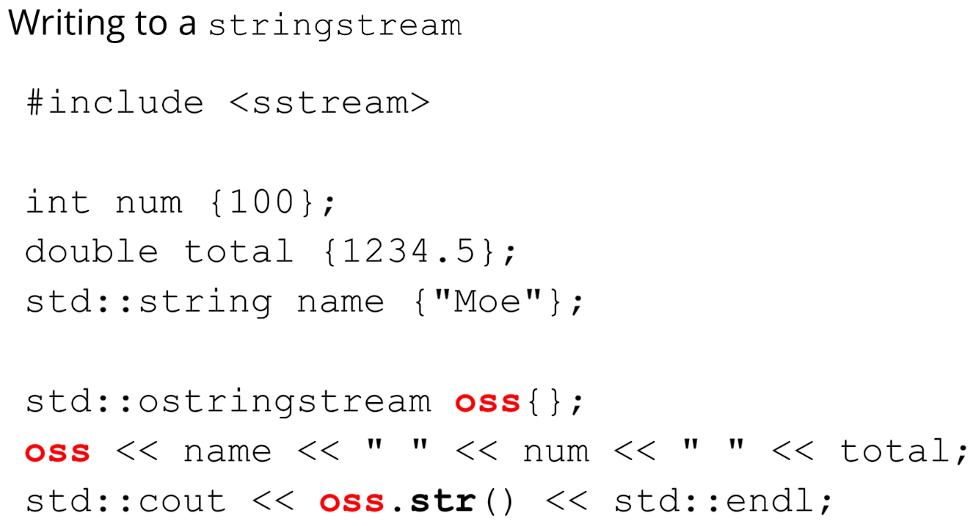 Writing to a stringstream
#include <sstream>
int num {100};
double total {1234.5};
std::string name {"Moe"};
std::ostringstream oss{};
oss << name << " " << num << " " << total;
std::cout << oss.str() << std::endl;